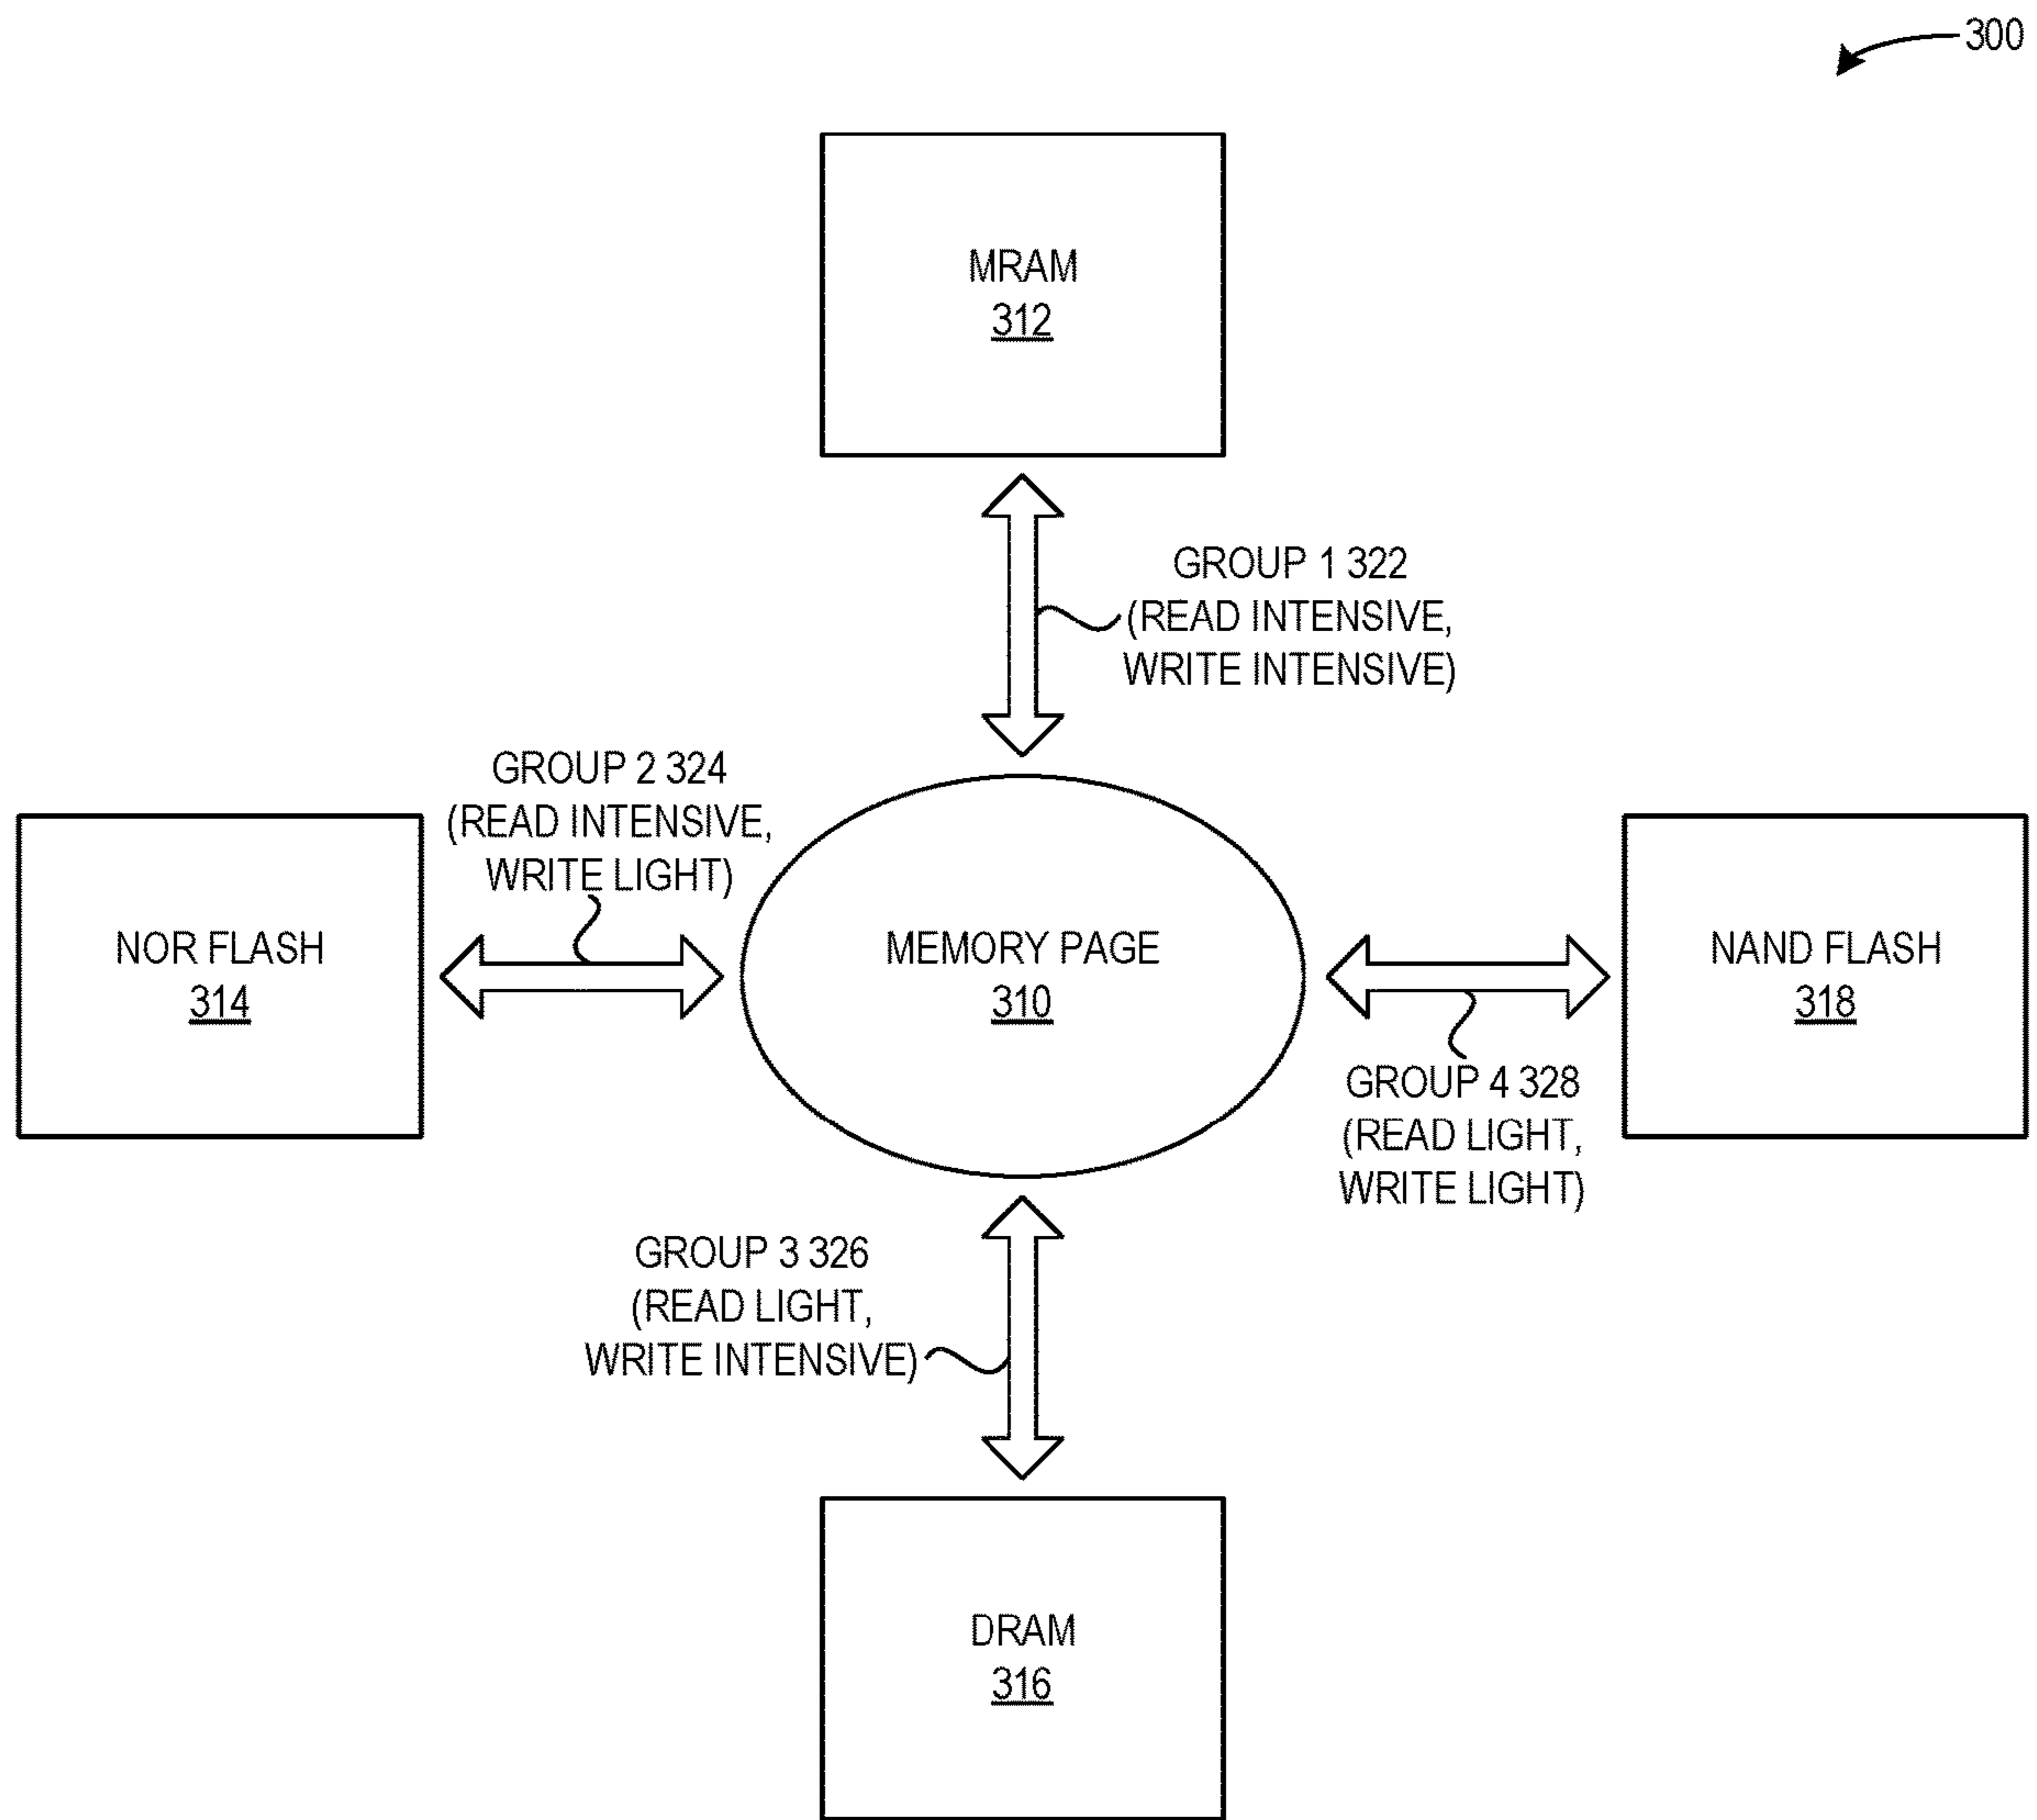 300
MRAM
312
GROUP 1 322
(READ INTENSIVE,
WRITE INTENSIVE)
GROUP 2 324
(READ INTENSIVE,
WRITE LIGHT)
NOR FLASH
314
MEMORY PAGE
310
NAND FLASH
318
GROUP 4 328
(READ LIGHT,
WRITE LIGHT)
GROUP 3 326
(READ LIGHT,
WRITE INTENSIVE)
DRAM
316